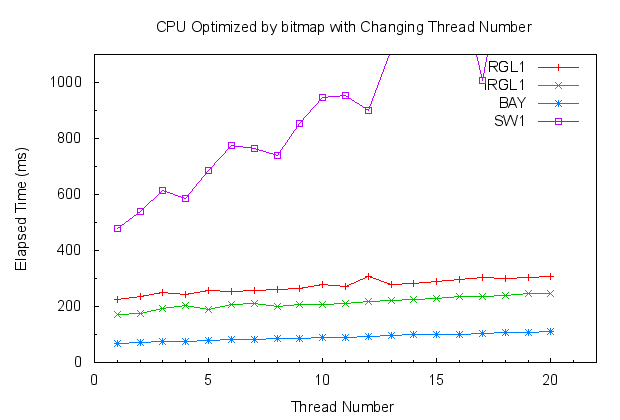 CPU Optimized by bitmap with Changing Thread Number
1000
800
600
400
200
0
Elapsed Time (ms)
0
5
10
15
20
Thread Number
RGL1
IRGL1
BAY
SW1